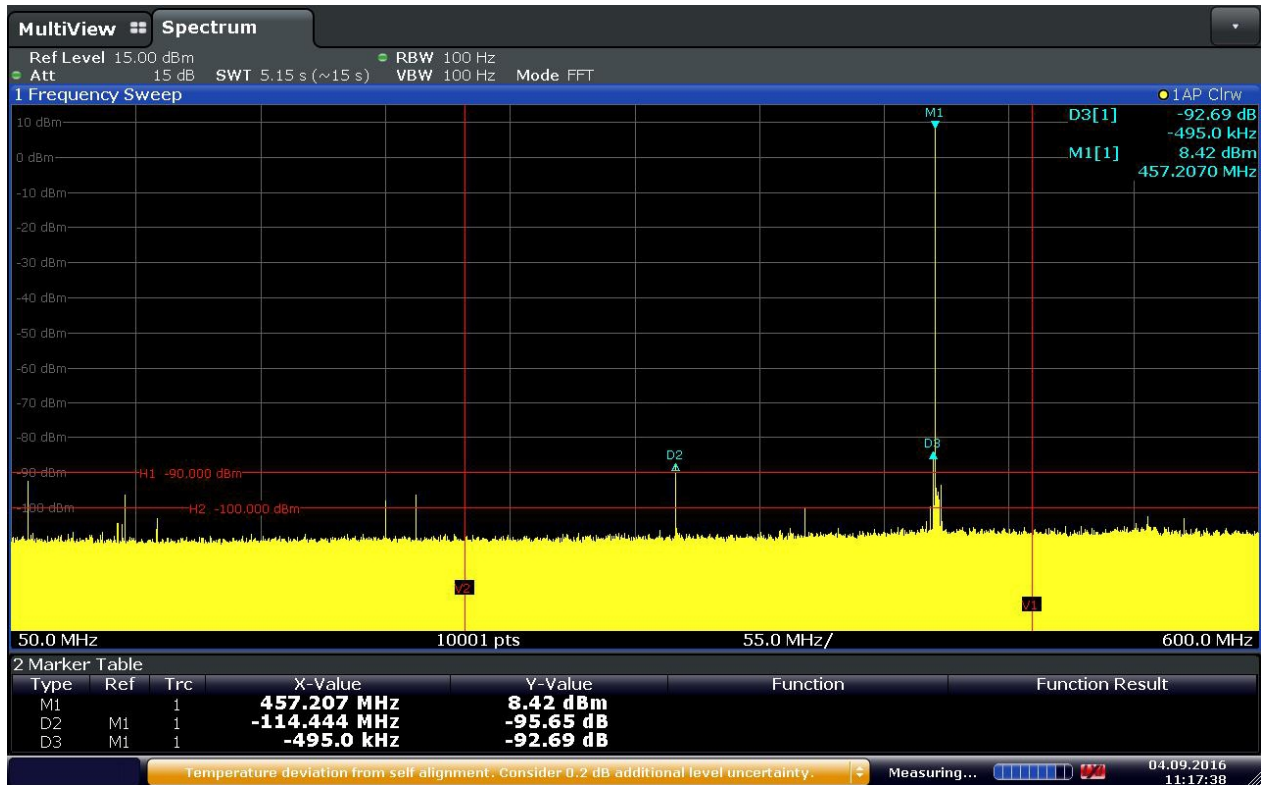 MultiView Spectrum
Ref Level 15.00 dBm RBW 100 Hz
Att 15 dB SWT 5.15 s (~15 s) VBW 100 Hz Mode FFT
1 Frequency Sweep 1AP Clrw
M1 D3[1] -92.69 dB
10 dBm
-495.0 kHz
0 dBm M1[1] 8.42 dBm
457.2070 MHz
-10 dBm
-20 dBm
-30 dBm
-40 dBm
-50 dBm
-60 dBm
-70 dBm
-80 dBm
D3
D2
-90 dBm H1 -90.000 dBm
-100 dBm H2 -100.000 dBm
V2
V1
50.0 MHz 10001 pts 55.0 MHz/ 600.0 MHz
2 Marker Table
Type Ref Trc X-Value Y-Value Function Function Result
M1 1 457.207 MHz 8.42 dBm
D2 M1 1 -114.444 MHz -95.65 dB
D3 M1 1 -495.0 kHz -92.69 dB
Temperature deviation from self alignment. Consider 0.2 dB additional level uncertainty. Measuring... 04.09.2016
11:17:38